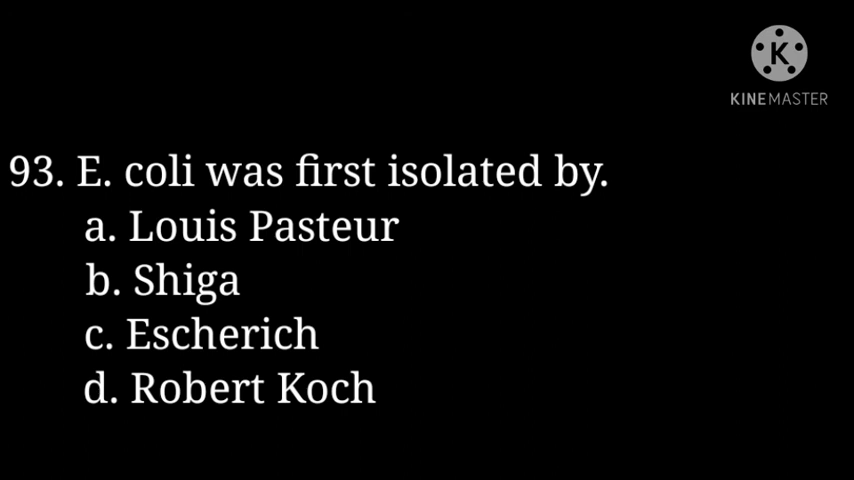 KINEMASTER
93. E. coli was first isolated by.
a. Louis Pasteur
b. Shiga
c. Escherich
d. Robert Koch